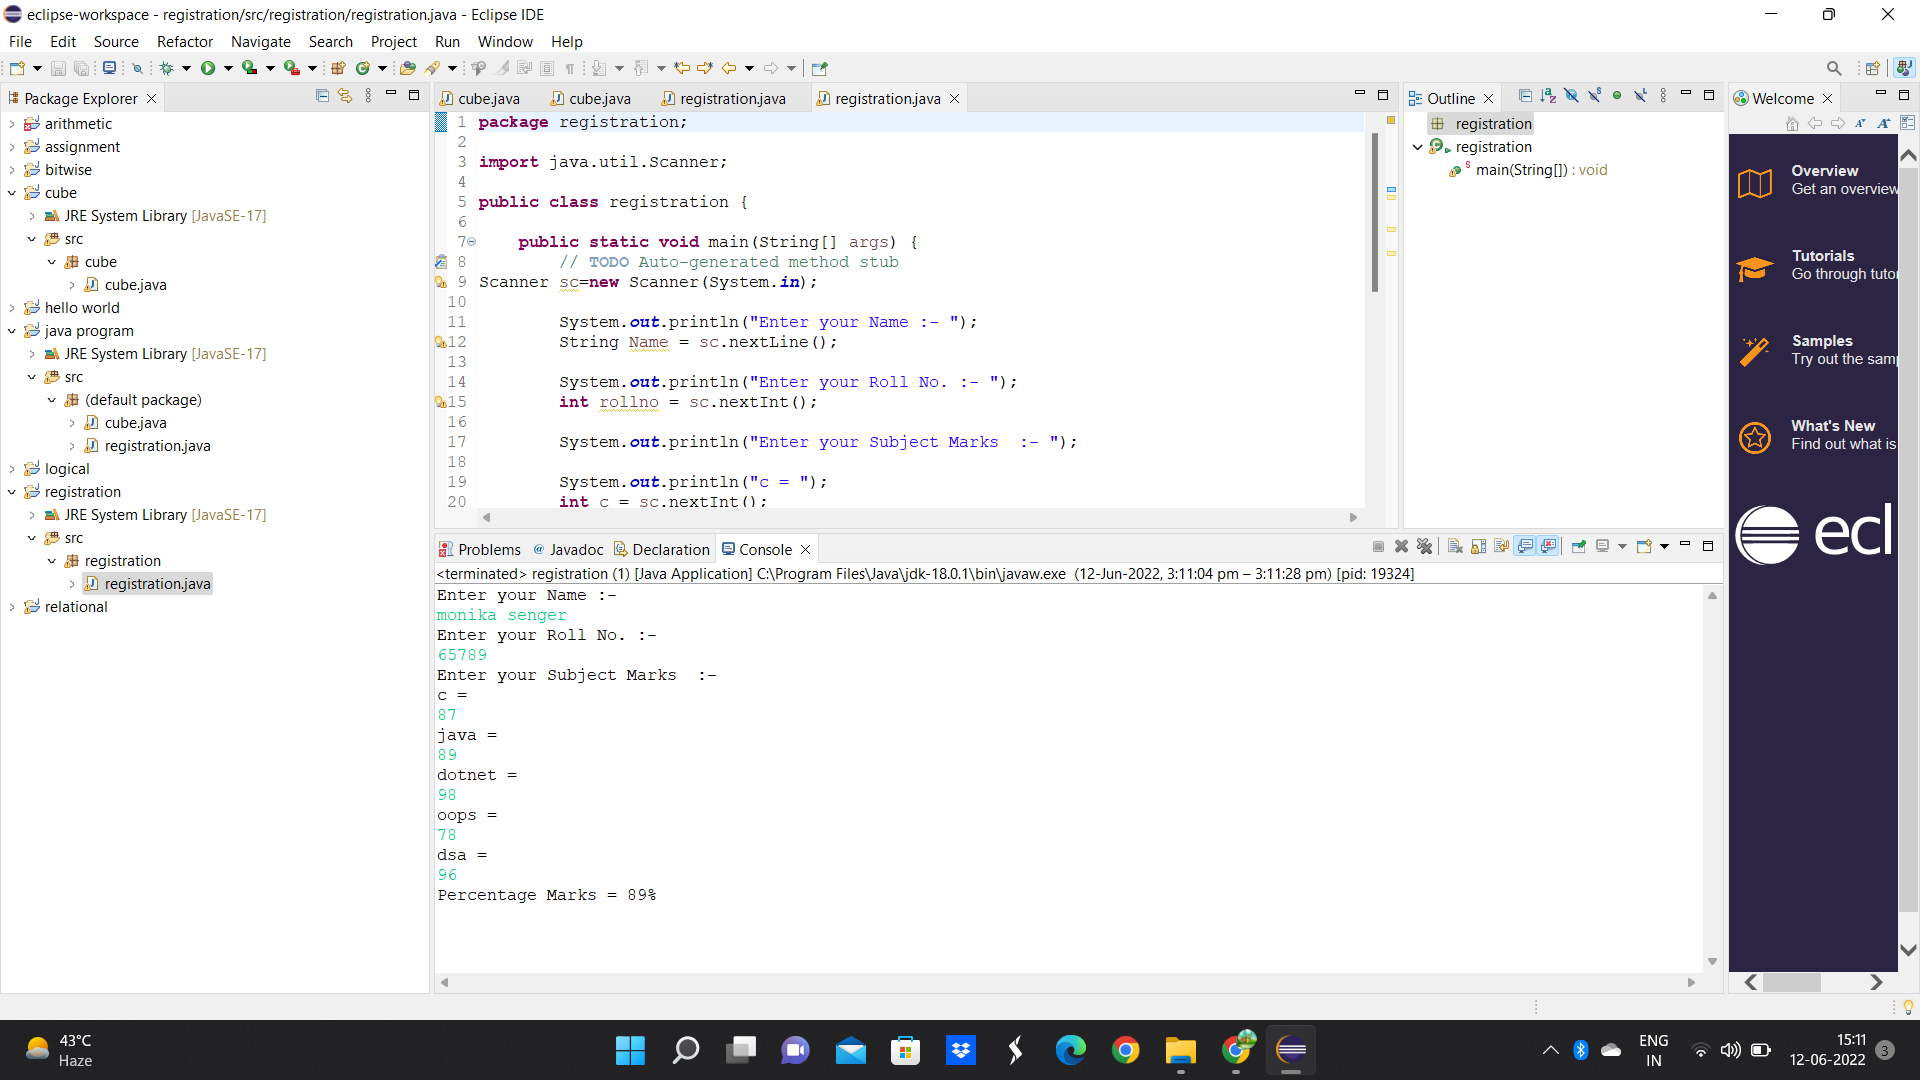 eclipse-workspace - registration/src/registration/registration.java - Eclipse IDE
File Edit Source Refactor Navigate Search Project Run Window Help
Package Explorer
arithmetic
assignment
bitwise
cube
JRE System Library [JavaSE-17]
src
cube
cube.java
hello world
java program
JRE System Library [JavaSE-17]
src
(default package)
cube.java
registration.java
logical
registration
JRE System Library [JavaSE-17]
src
registration
registration.java
relational
cube.java cube.java registration.java registration.java
1 package registration;
2
3 import java.util.Scanner;
4
5 public class registration {
6
7 public static void main(String[] args) {
8 // TODO Auto-generated method stub
9 Scanner sc=new Scanner(System.in);
10
11 System.out.println("Enter your Name :- ");
12 String Name = sc.nextLine();
13
14 System.out.println("Enter your Roll No. :- ");
15 int rollno = sc.nextInt();
16
17 System.out.println("Enter your Subject Marks  :- ");
18
19 System.out.println("c = ");
20 int c = sc.nextInt();
Outline
registration
registration
main(String[]) : void
Welcome
Overview
Get an overview
Tutorials
Go through tutor
Samples
Try out the sam
What's New
Find out what is
ecl
Problems Javadoc Declaration Console
<terminated> registration (1) [Java Application] C:\Program Files\Java\jdk-18.0.1\bin\javaw.exe (12-Jun-2022, 3:11:04 pm – 3:11:28 pm) [pid: 19324]
Enter your Name :-
monika senger
Enter your Roll No. :-
65789
Enter your Subject Marks  :-
c =
87
java =
89
dotnet =
98
oops =
78
dsa =
96
Percentage Marks = 89%
43°C
Haze
ENG
IN
15:11
12-06-2022
3